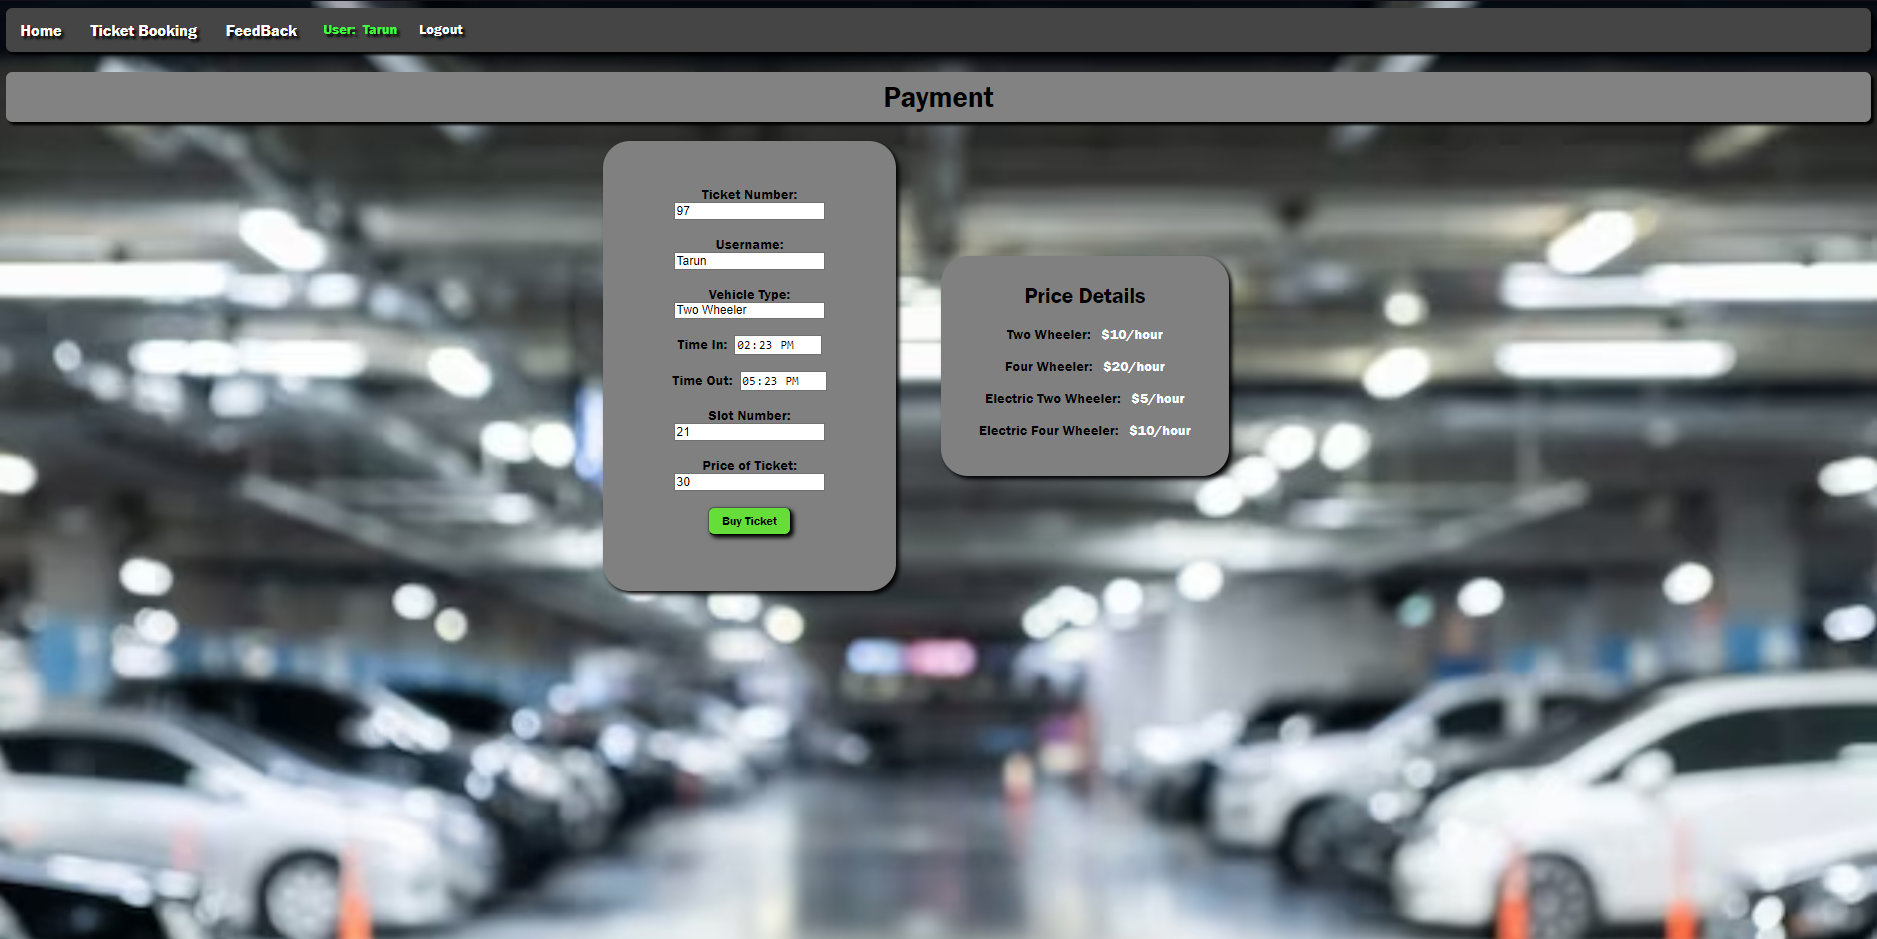 Home Ticket Booking FeedBack User: Tarun Logout
Payment
Ticket Number:
97
Username:
Tarun
Vehicle Type:
Two Wheeler
Time In: 02:23 PM
Time Out: 05:23 PM
Slot Number:
21
Price of Ticket:
30
Buy Ticket
Price Details
Two Wheeler: $10/hour
Four Wheeler: $20/hour
Electric Two Wheeler: $5/hour
Electric Four Wheeler: $10/hour